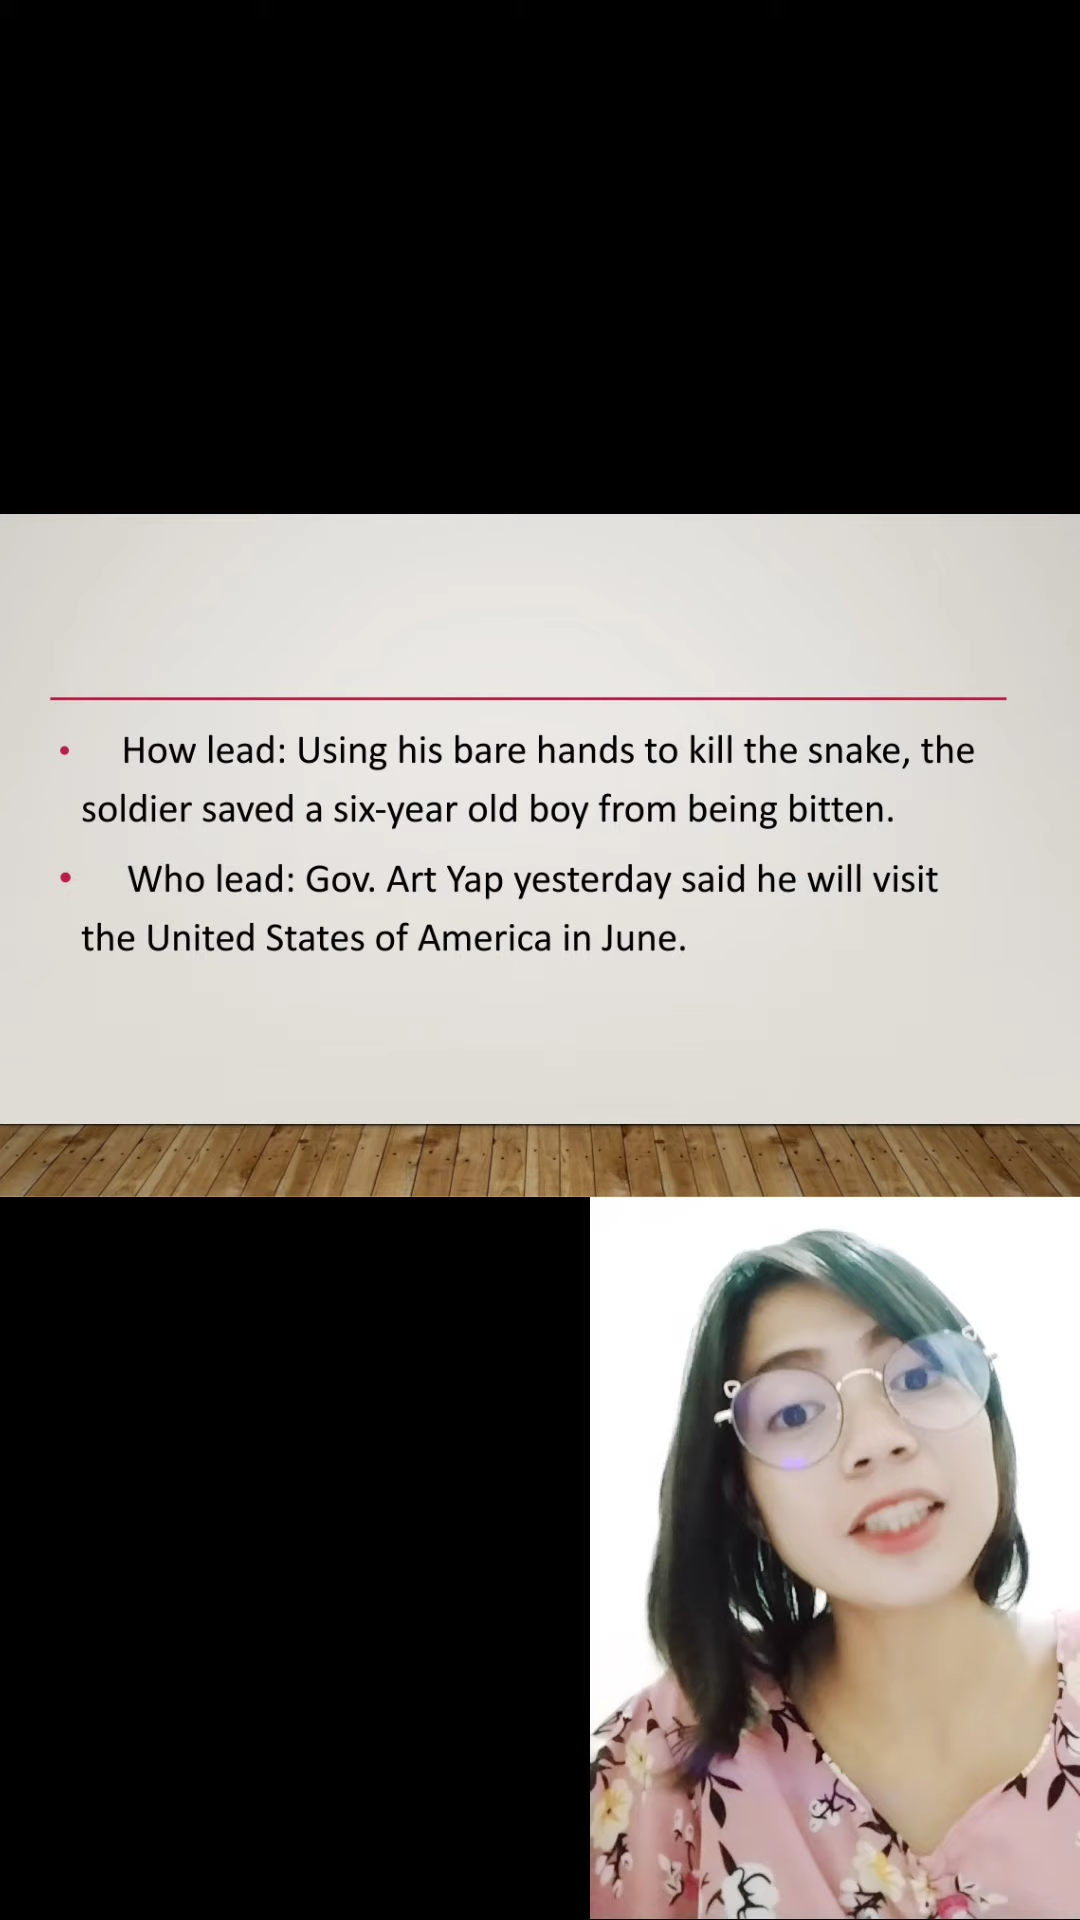 • How lead: Using his bare hands to kill the snake, the
soldier saved a six-year old boy from being bitten.
• Who lead: Gov. Art Yap yesterday said he will visit
the United States of America in June.